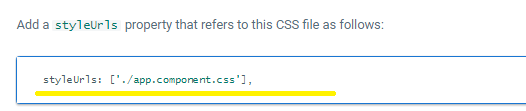 Add a styleUrls property that refers to this CSS file as follows:
styleUrls: ['./app.component.css'],